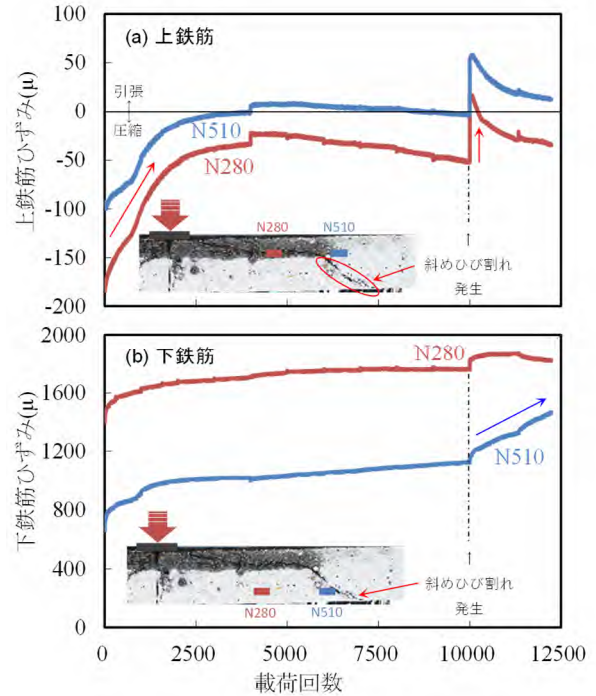 100
(a) 上鉄筋
50
引張
0
圧縮
N510
-50
N280
上鉄筋ひずみ(μ)
-100
N280
N510
-150
斜めひび割れ
発生
-200
2000
(b) 下鉄筋
N280
1600
1200
N510
下鉄筋ひずみ(μ)
800
400
斜めひび割れ
N280
N510
発生
0
0
2500
5000
7500
10000
12500
載荷回数